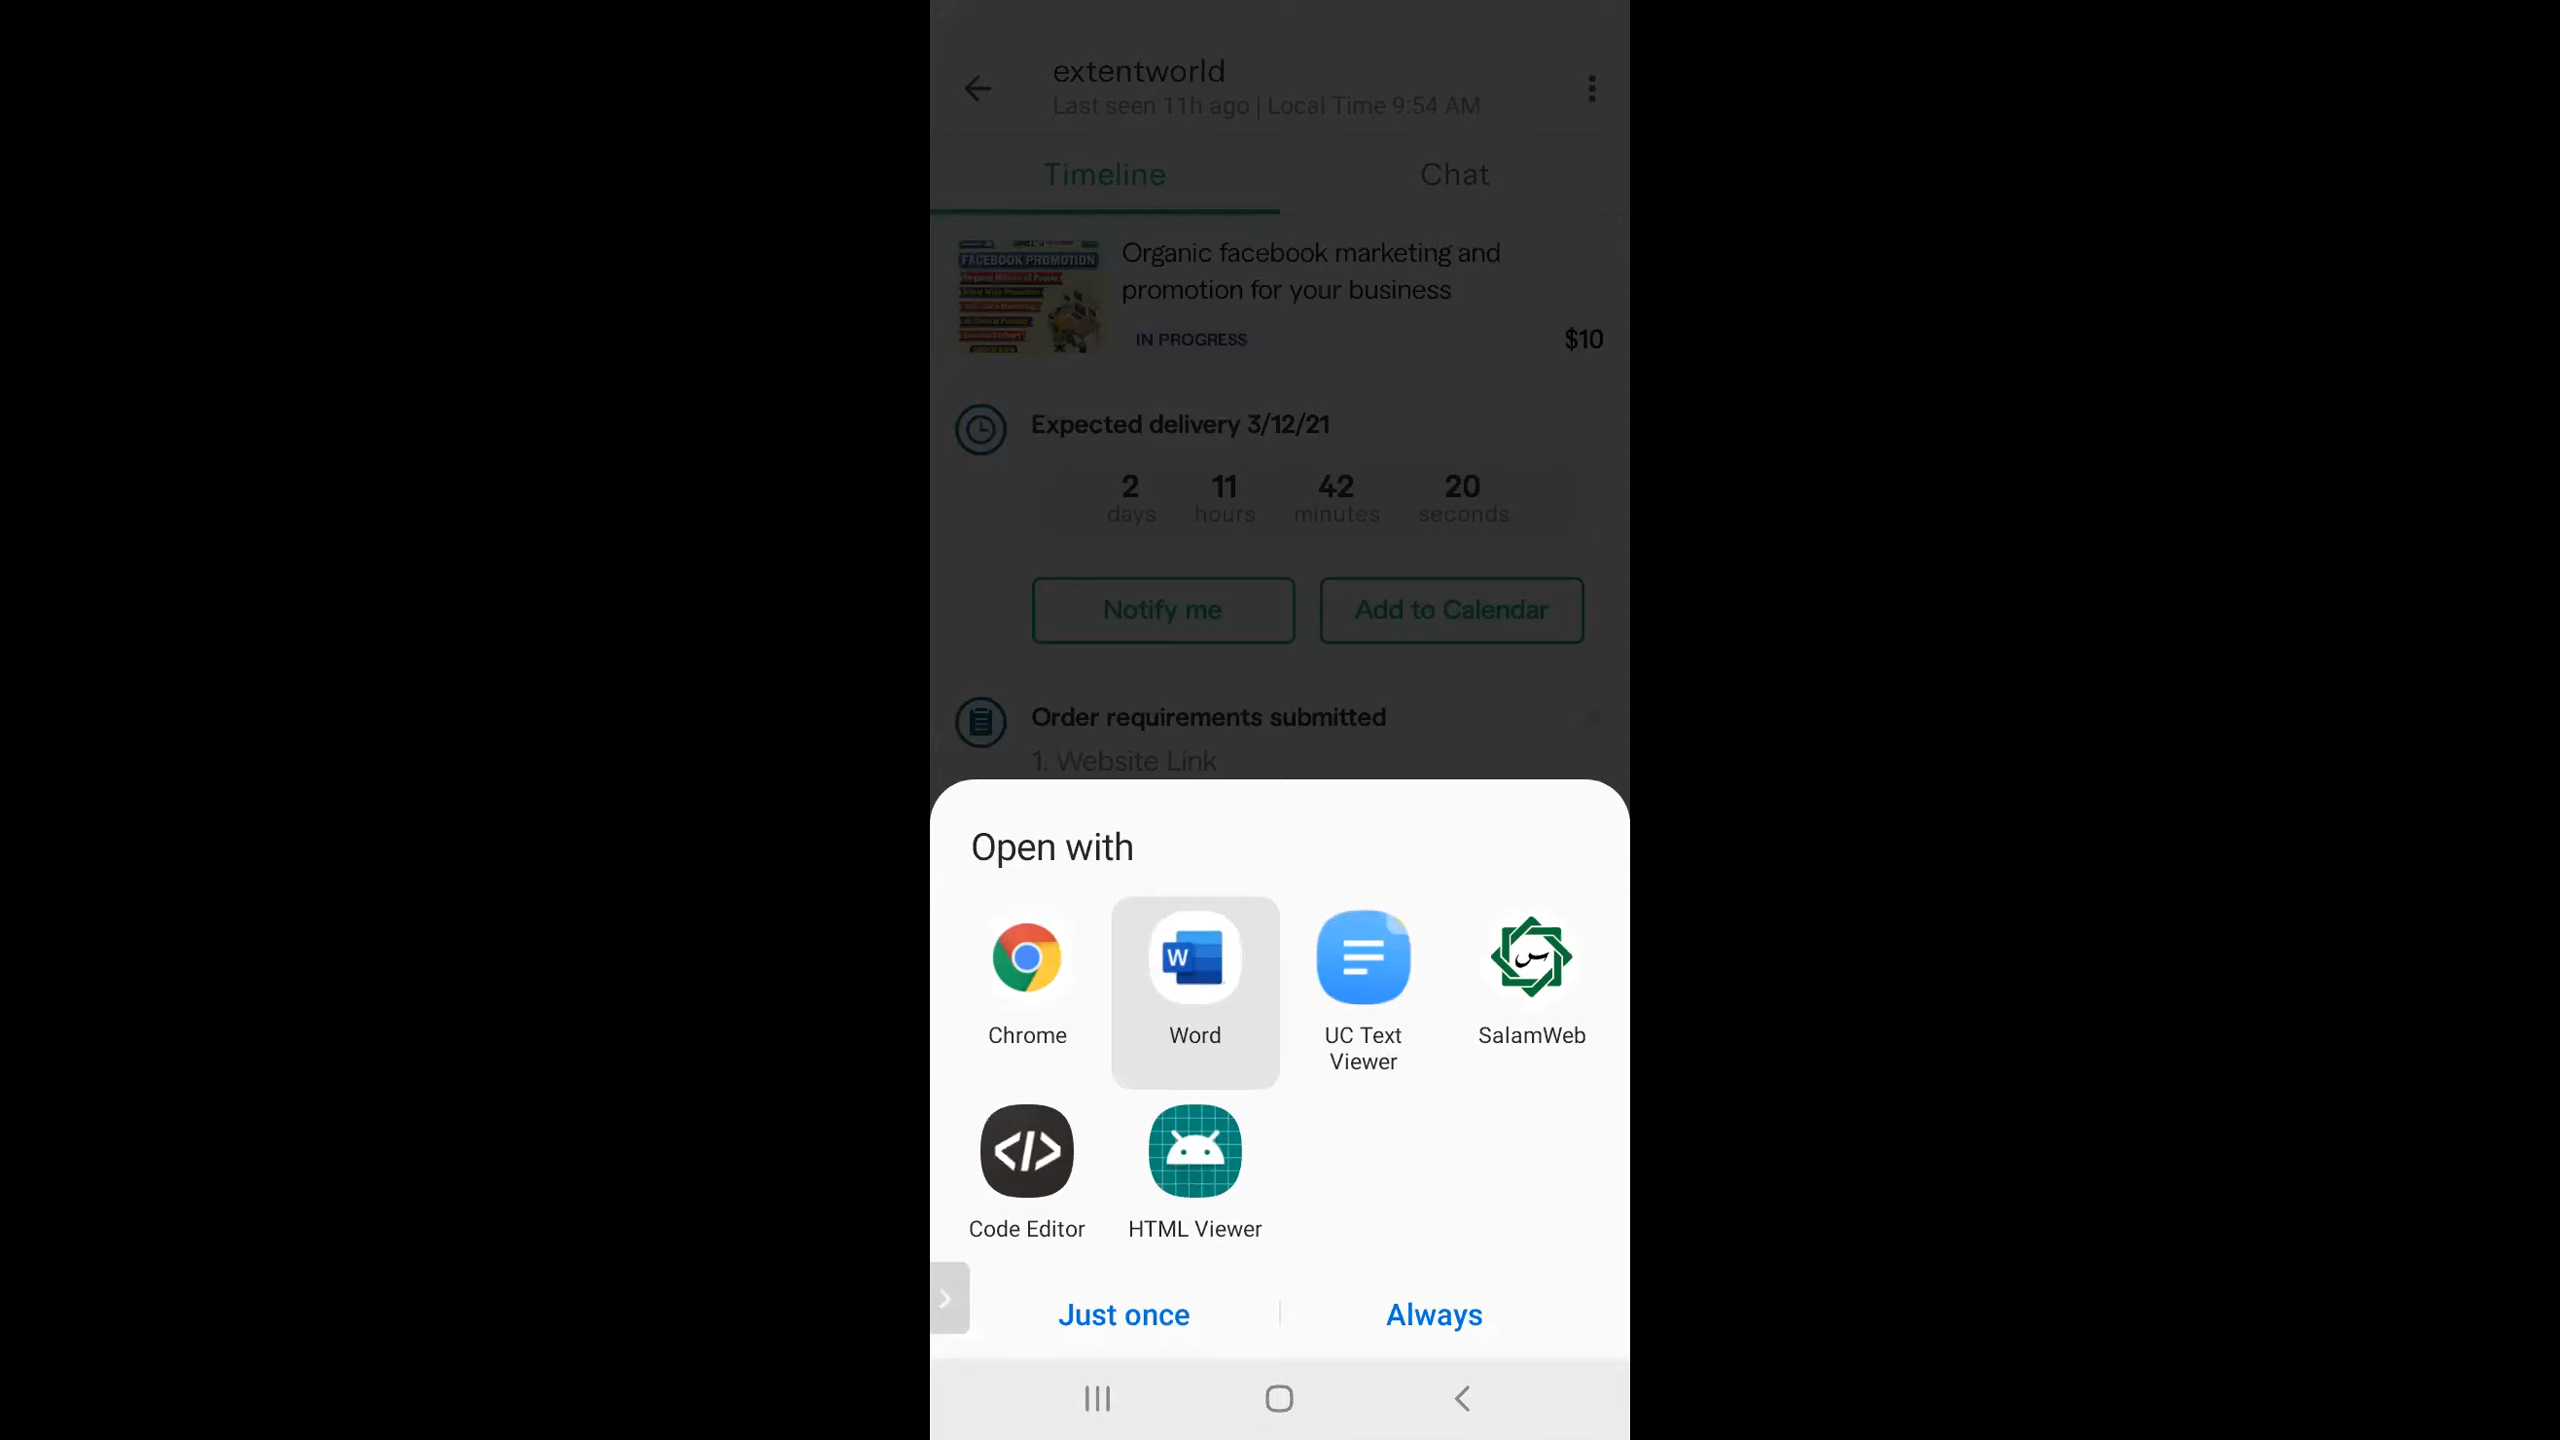 extentworld
Last seen 11h ago | Local Time 9:54 AM
Timeline
Chat
FACEBOOK PROMOTION
Organic facebook marketing and
promotion for your business
IN PROGRESS
$10
Expected delivery 3/12/21
2 11 42 20
days hours minutes seconds
Notify me
Add to Calendar
Order requirements submitted
1. Website Link
Open with
W
س
Chrome
Word
UC Text
Viewer
SalamWeb
</>
Code Editor
HTML Viewer
Just once
Always